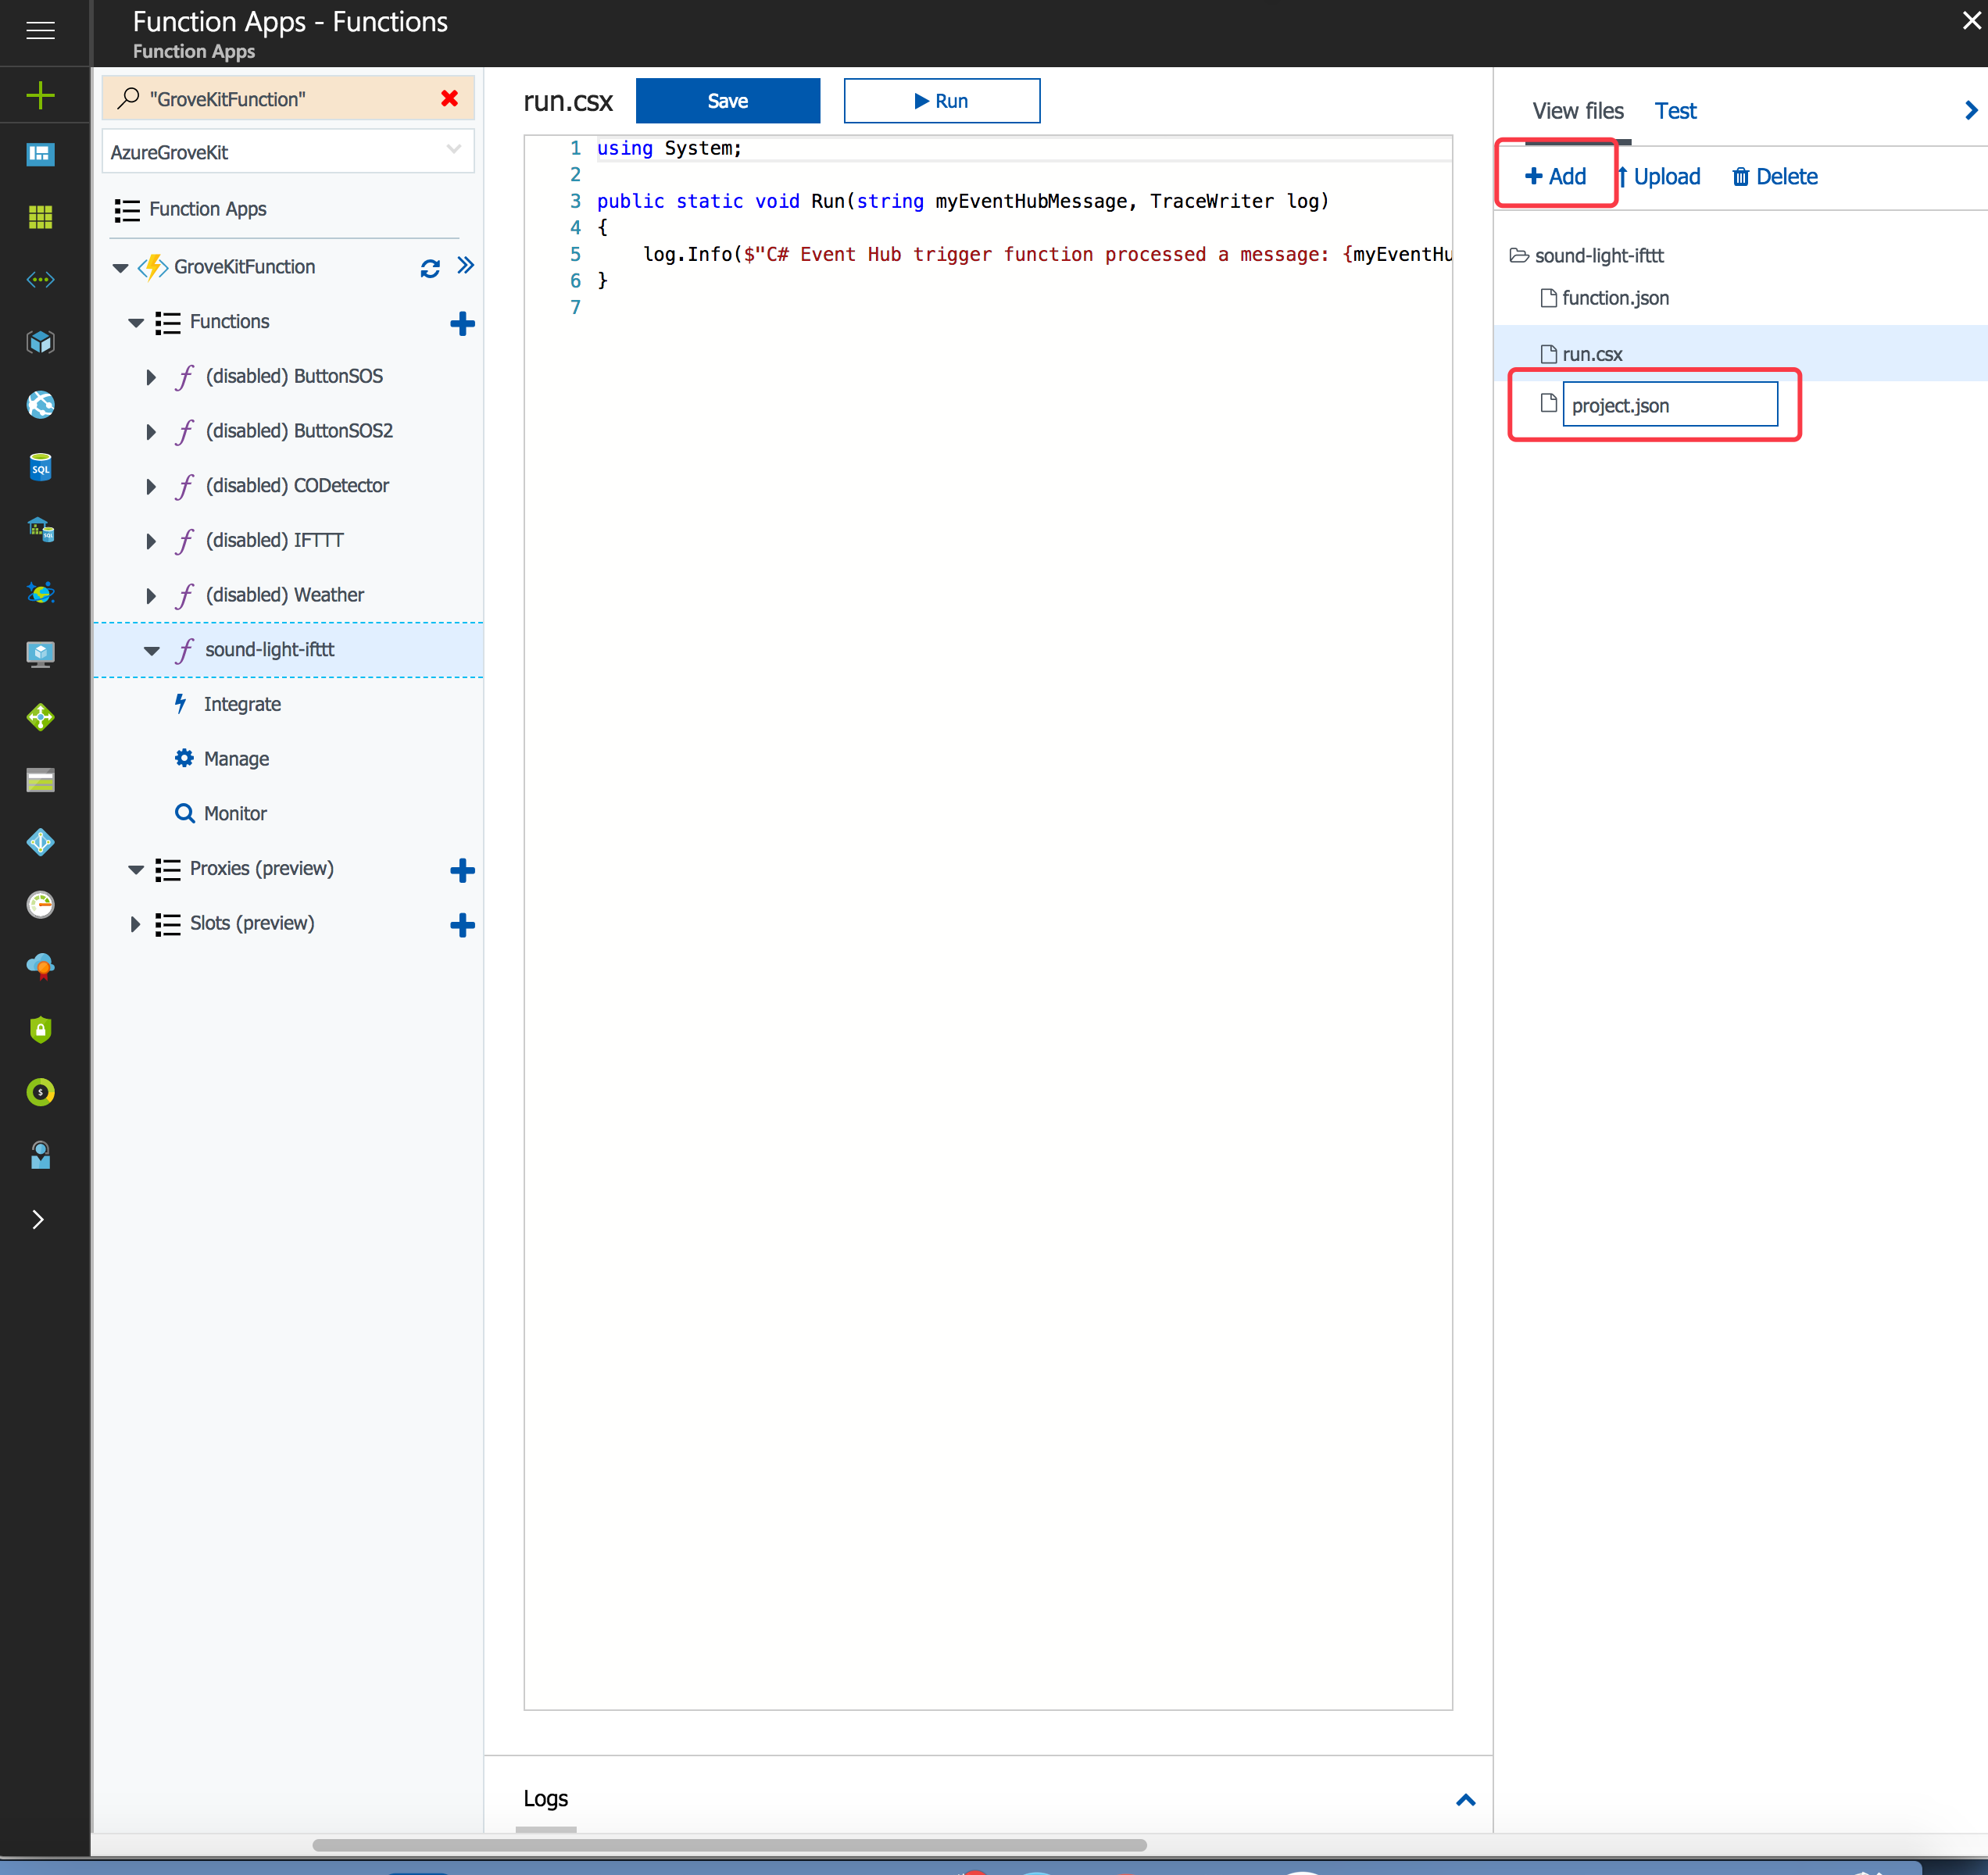 Function Apps - Functions
Function Apps
"GroveKitFunction"
AzureGroveKit
Function Apps
GroveKitFunction
Functions
(disabled) ButtonSOS
(disabled) ButtonSOS2
(disabled) CODetector
(disabled) IFTTT
(disabled) Weather
sound-light-ifttt
Integrate
Manage
Monitor
Proxies (preview)
Slots (preview)
run.csx
Save
Run
1 using System;
2
3 public static void Run(string myEventHubMessage, TraceWriter log)
4 {
5 log.Info($"C# Event Hub trigger function processed a message: {myEventHu
6 }
7
Logs
View files
Test
Add
Upload
Delete
sound-light-ifttt
function.json
run.csx
project.json
SQL
SQL
$